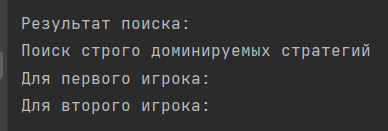 Результат поиска:
Поиск строго доминируемых стратегий
Для первого игрока:
Для второго игрока: